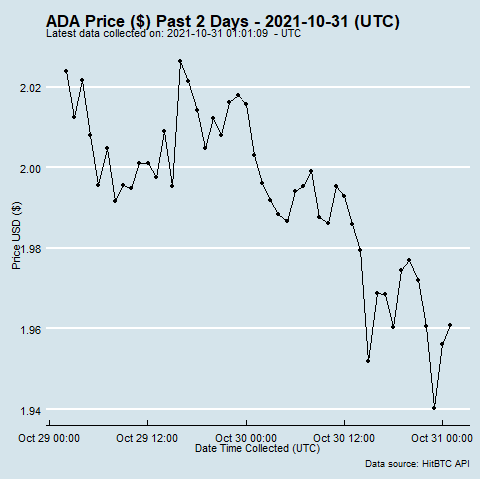 ADA Price ($) Past 2 Days - 2021-10-31 (UTC)
Latest data collected on: 2021-10-31 01:01:09 - UTC
2.02
2.00
1.98
1.96
1.94
Price USD ($)
Oct 29 00:00 Oct 29 12:00 Oct 30 00:00 Oct 30 12:00 Oct 31 00:00
Date Time Collected (UTC)
Data source: HitBTC API